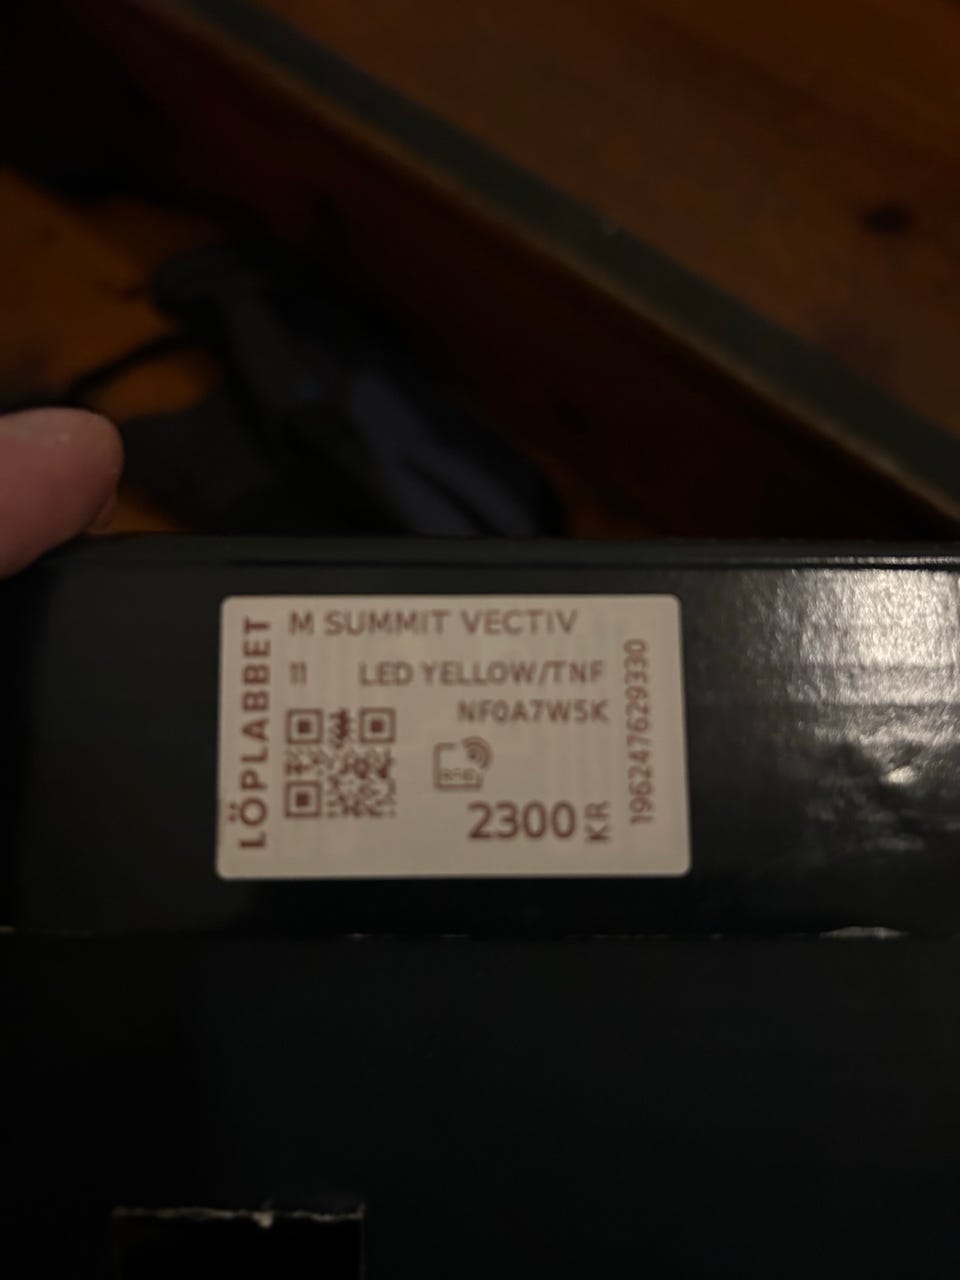 LÖPLABBET
M SUMMIT VECTIV
11 LED YELLOW/TNF
NF0A7W5K
2300 KR
196247629330